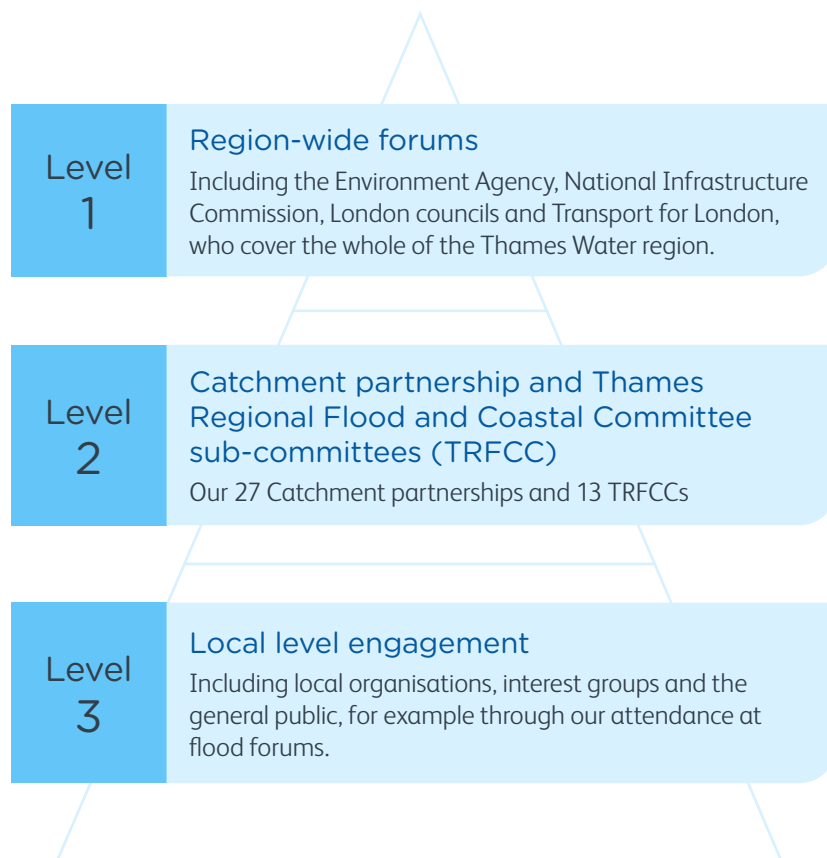 Level
1
Region-wide forums
Including the Environment Agency, National Infrastructure
Commission, London councils and Transport for London,
who cover the whole of the Thames Water region.
Level
2
Catchment partnership and Thames
Regional Flood and Coastal Committee
sub-committees (TRFCC)
Our 27 Catchment partnerships and 13 TRFCCs
Level
3
Local level engagement
Including local organisations, interest groups and the
general public, for example through our attendance at
flood forums.